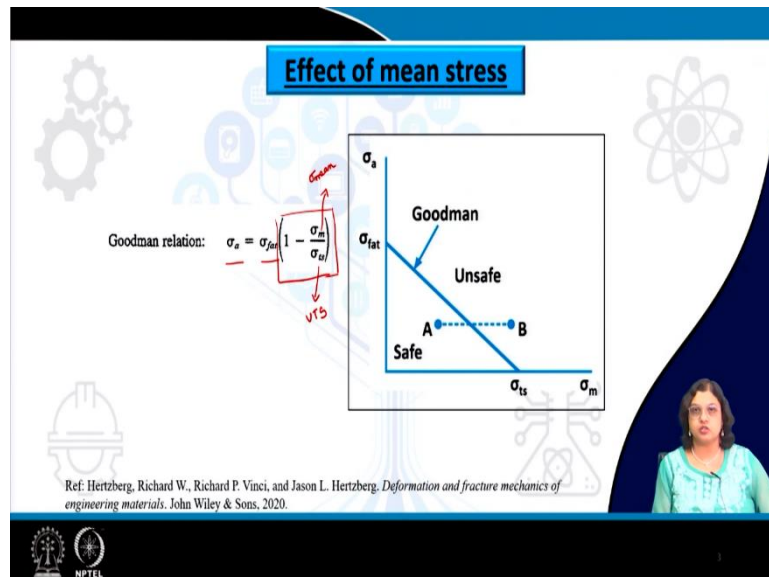 Effect of mean stress
σmean
Goodman relation: σa = σfat(1 − σm/σts)
UTS
σa
Goodman
σfat
Unsafe
A
B
Safe
σts
σm
Ref: Hertzberg, Richard W., Richard P. Vinci, and Jason L. Hertzberg. Deformation and fracture mechanics of
engineering materials. John Wiley & Sons, 2020.
NPTEL
3